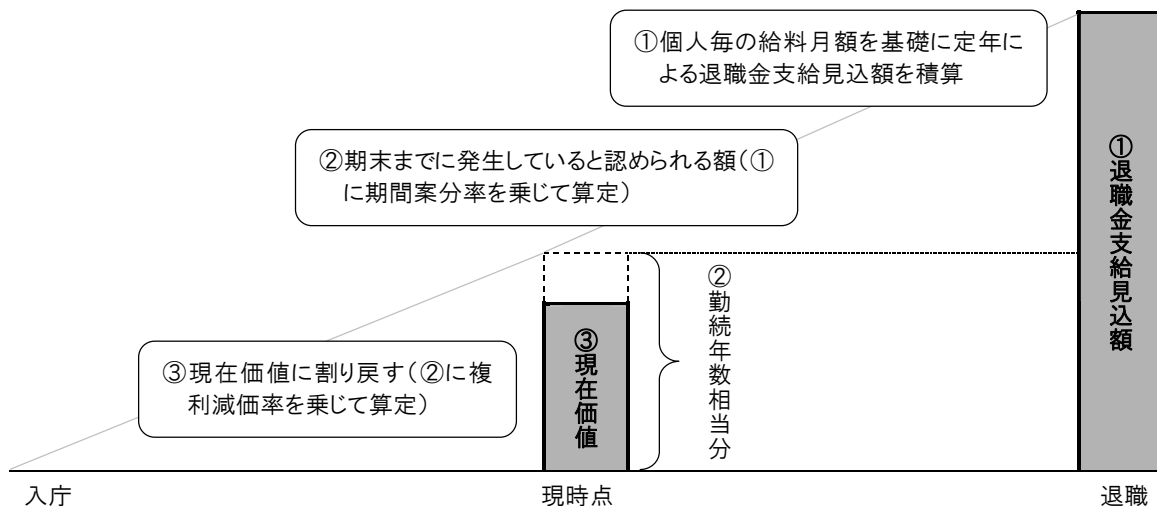 ①個人毎の給料月額を基礎に定年に
よる退職金支給見込額を積算
②期末までに発生していると認められる額(①
に期間案分率を乗じて算定)
①退職金支給見込額
②勤続年数相当分
③現在価値
③現在価値に割り戻す(②に複
利減価率を乗じて算定)
入庁
現時点
退職